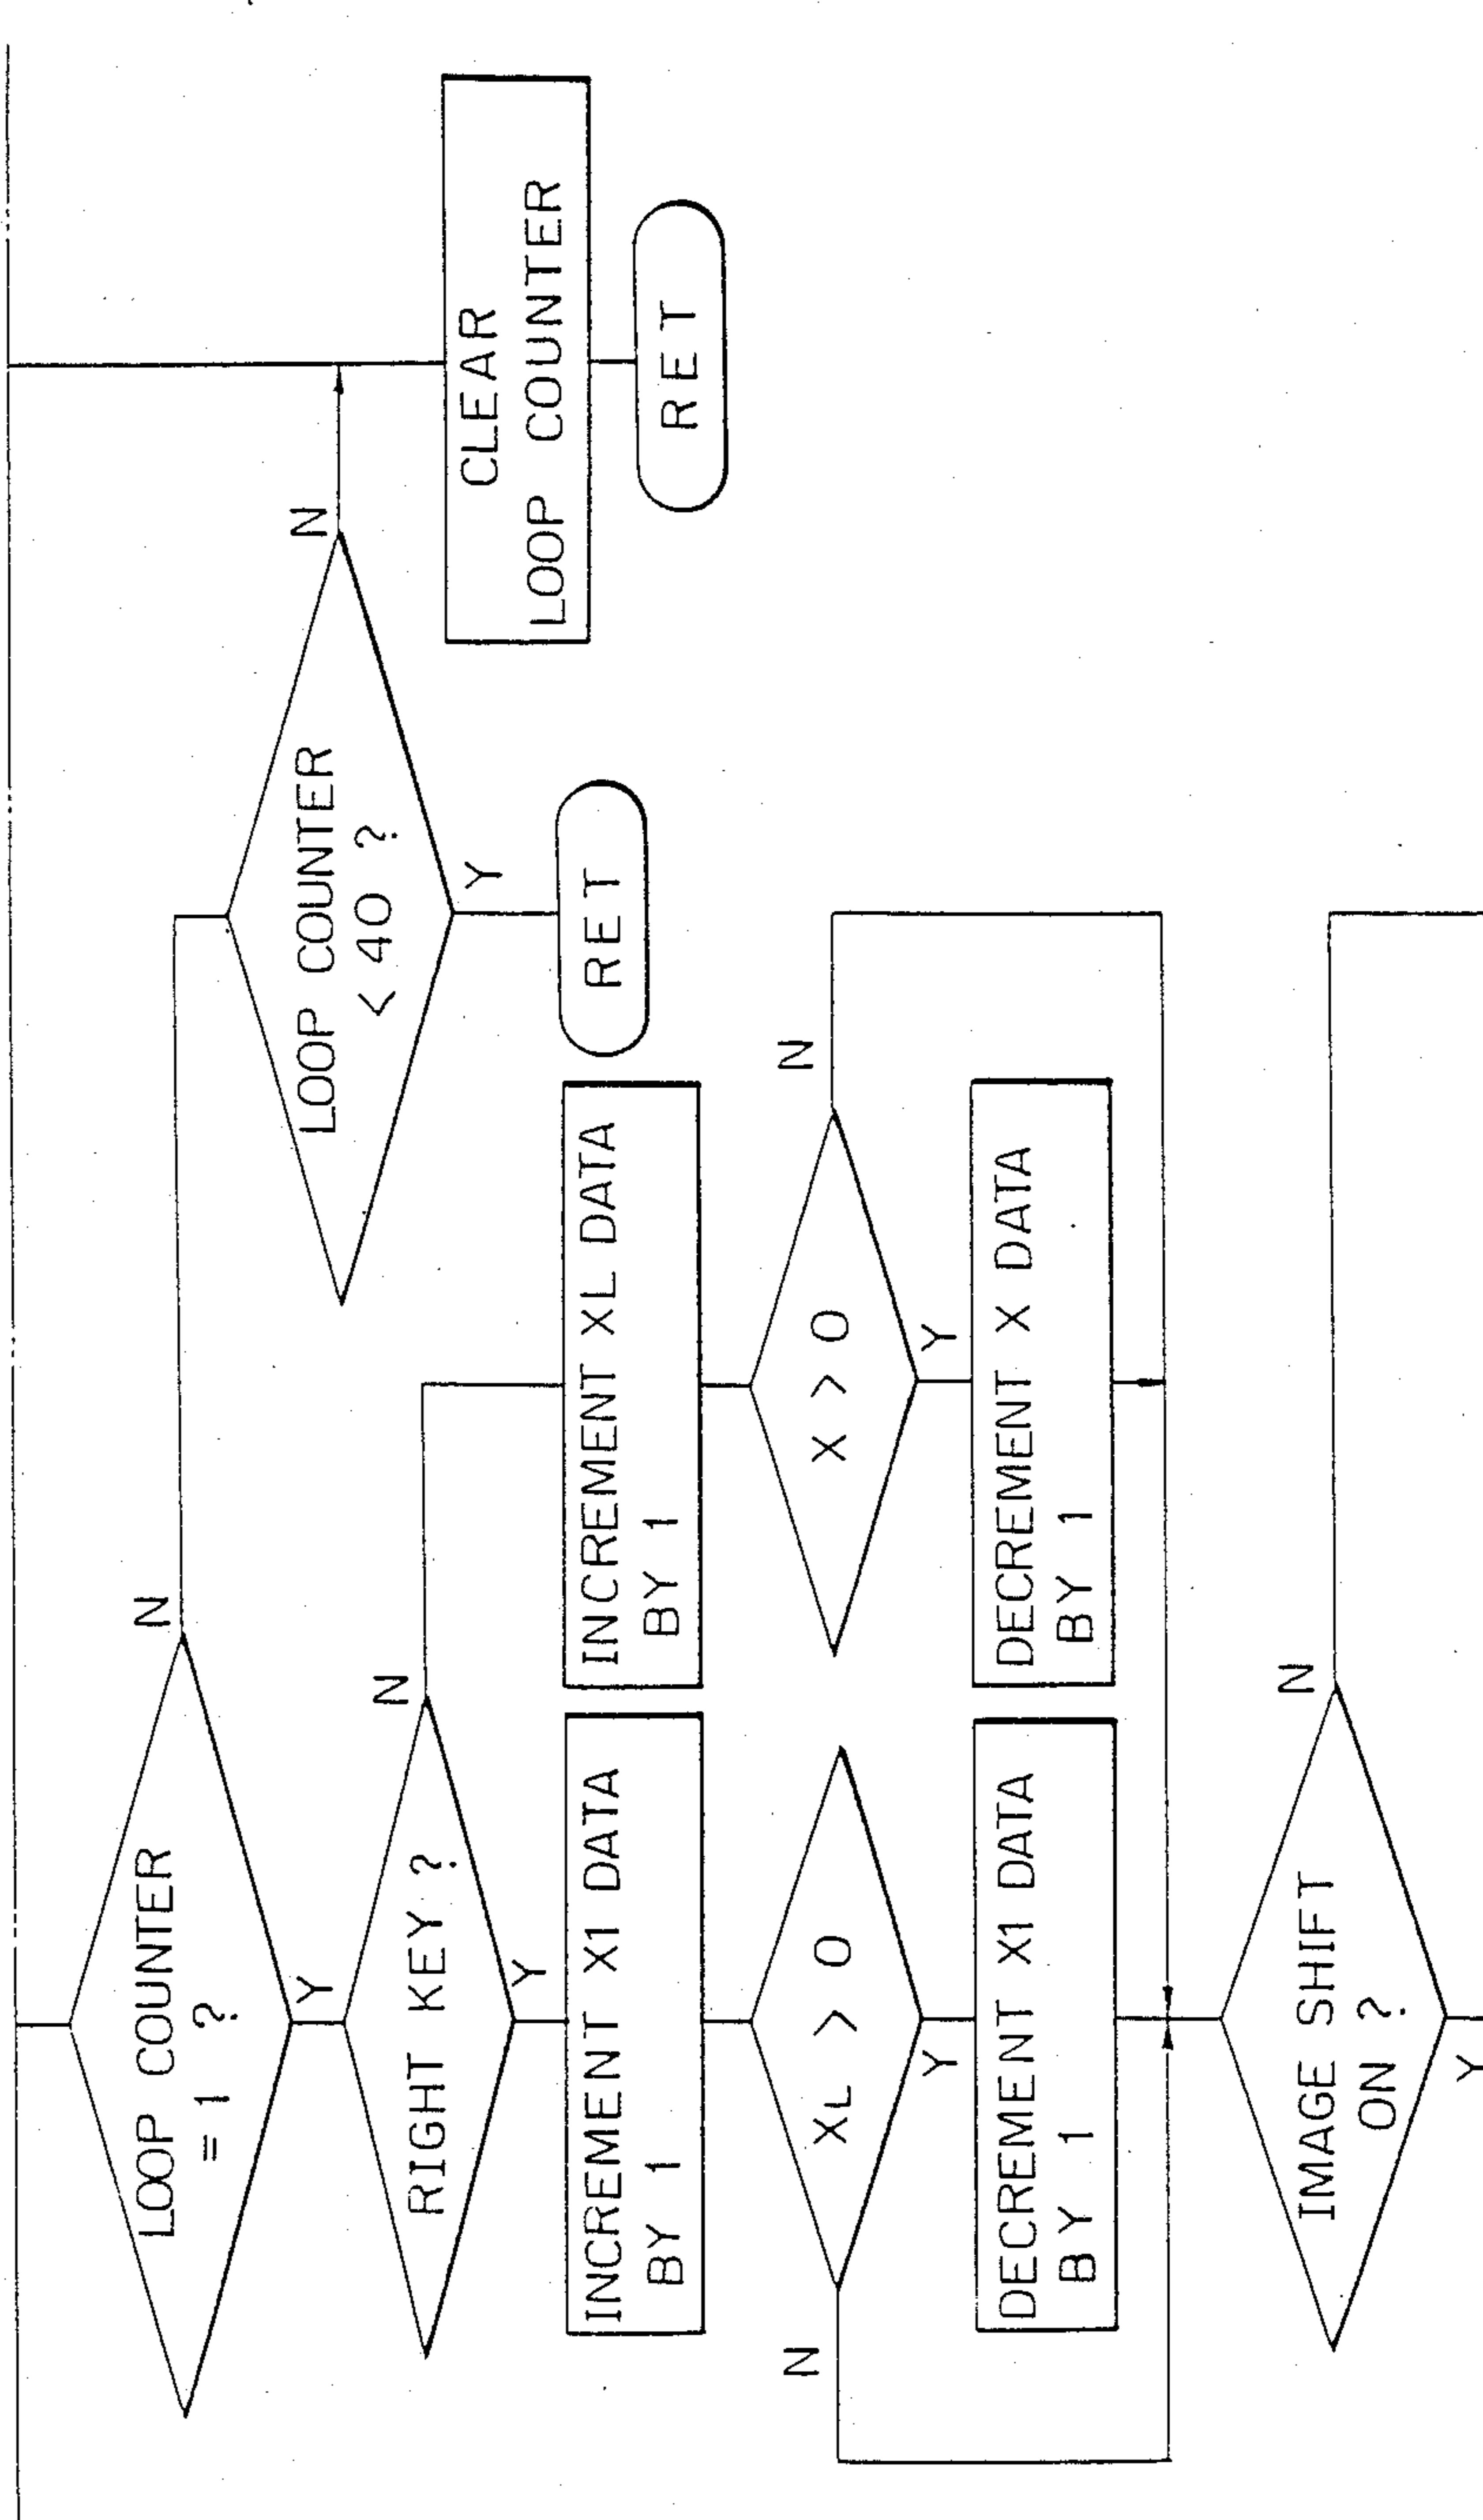 LOOP COUNTER
= 1 ?
N
Y
LOOP COUNTER
< 40 ?
N
Y
RET
CLEAR
LOOP COUNTER
RET
RIGHT KEY ?
N
Y
INCREMENT X1 DATA
BY 1
INCREMENT XL DATA
BY 1
XL > 0
N
Y
X > 0
N
Y
DECREMENT X1 DATA
BY 1
DECREMENT X DATA
BY 1
IMAGE SHIFT
ON ?
N
Y